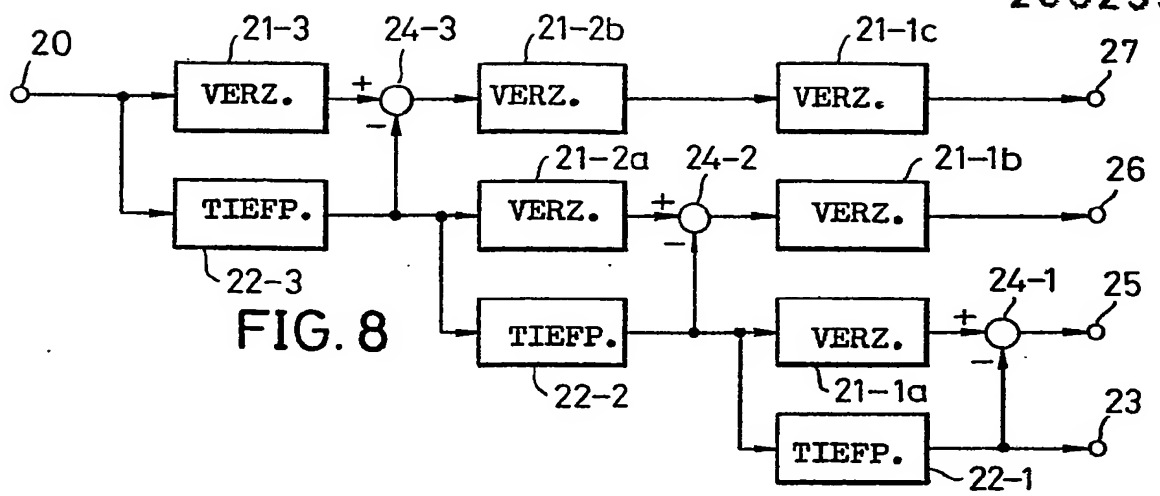 20
21-3
24-3
21-2b
21-1c
27
VERZ.
+
VERZ.
VERZ.
-
21-2a
24-2
21-1b
26
TIEFP.
VERZ.
+
VERZ.
-
22-3
24-1
25
FIG. 8
TIEFP.
VERZ.
+
-
22-2
21-1a
23
TIEFP.
22-1